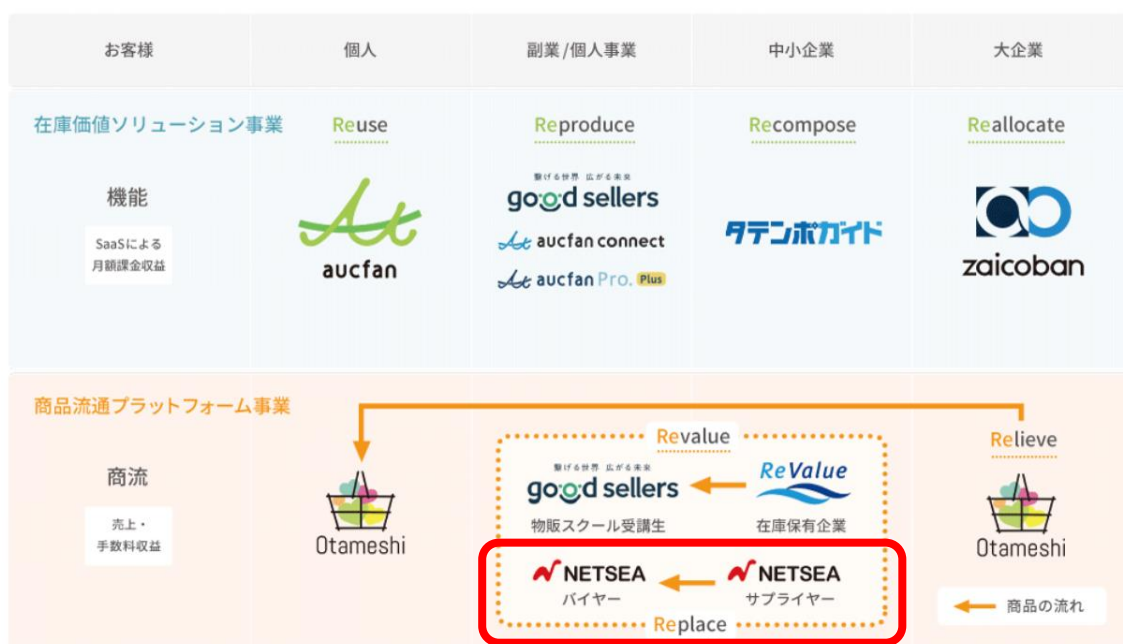 お客様
個人
副業/個人事業
中小企業
大企業
在庫価値ソリューション事業
Reuse
Reproduce
Recompose
Reallocate
機能
SaaSによる
月額課金収益
aucfan
繋げる世界 広がる未来
good sellers
aucfan connect
aucfan Pro. Plus
タテンポガイド
zaicoban
商品流通プラットフォーム事業
商流
売上・
手数料収益
Otameshi
Revalue
繋げる世界 広がる未来
good sellers
物販スクール受講生
ReValue
在庫保有企業
NETSEA
バイヤー
NETSEA
サプライヤー
Replace
Relieve
Otameshi
商品の流れ